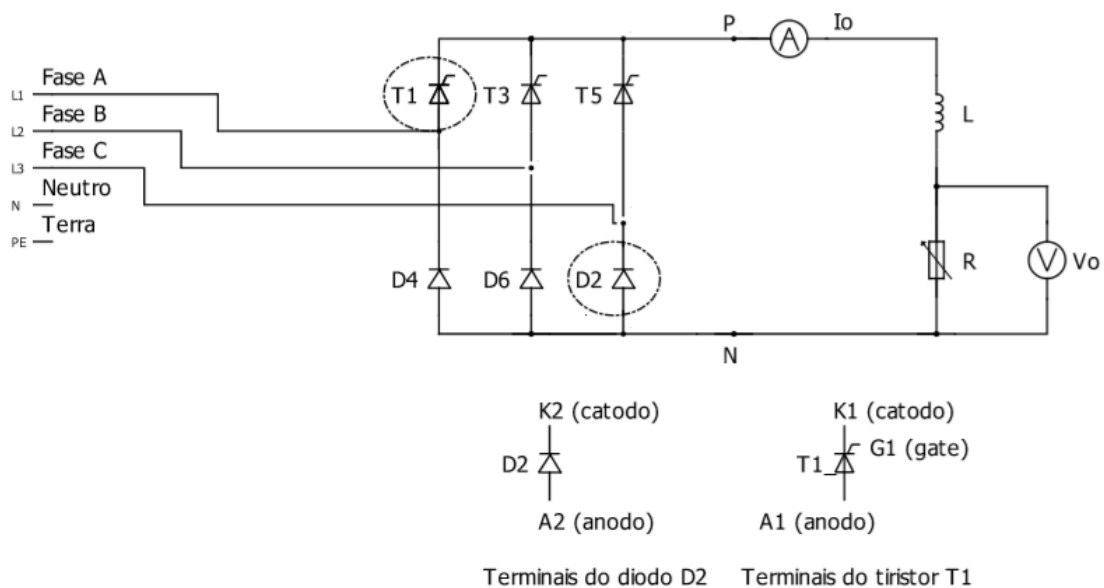 P
A
Io
Fase A
L1
T1
T3
T5
L
Fase B
L2
Fase C
L3
Neutro
N
Terra
PE
D4
D6
D2
R
V
Vo
N
K2 (catodo)
K1 (catodo)
G1 (gate)
D2
T1_
A2 (anodo)
A1 (anodo)
Terminais do diodo D2
Terminais do tiristor T1